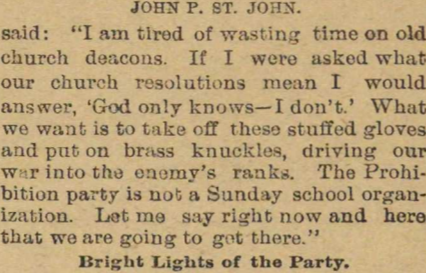 JOHN P. ST. JOHN.
said: "I am tired of wasting time on old
church deacons. If I were asked what
our church resolutions mean I would
answer, 'God only knows—I don't.' What
we want is to take off these stuffed gloves
and put on brass knuckles, driving our
war into the enemy's ranks. The Prohi-
bition party is not a Sunday school organ-
ization. Let me say right now and here
that we are going to get there."
Bright Lights of the Party.